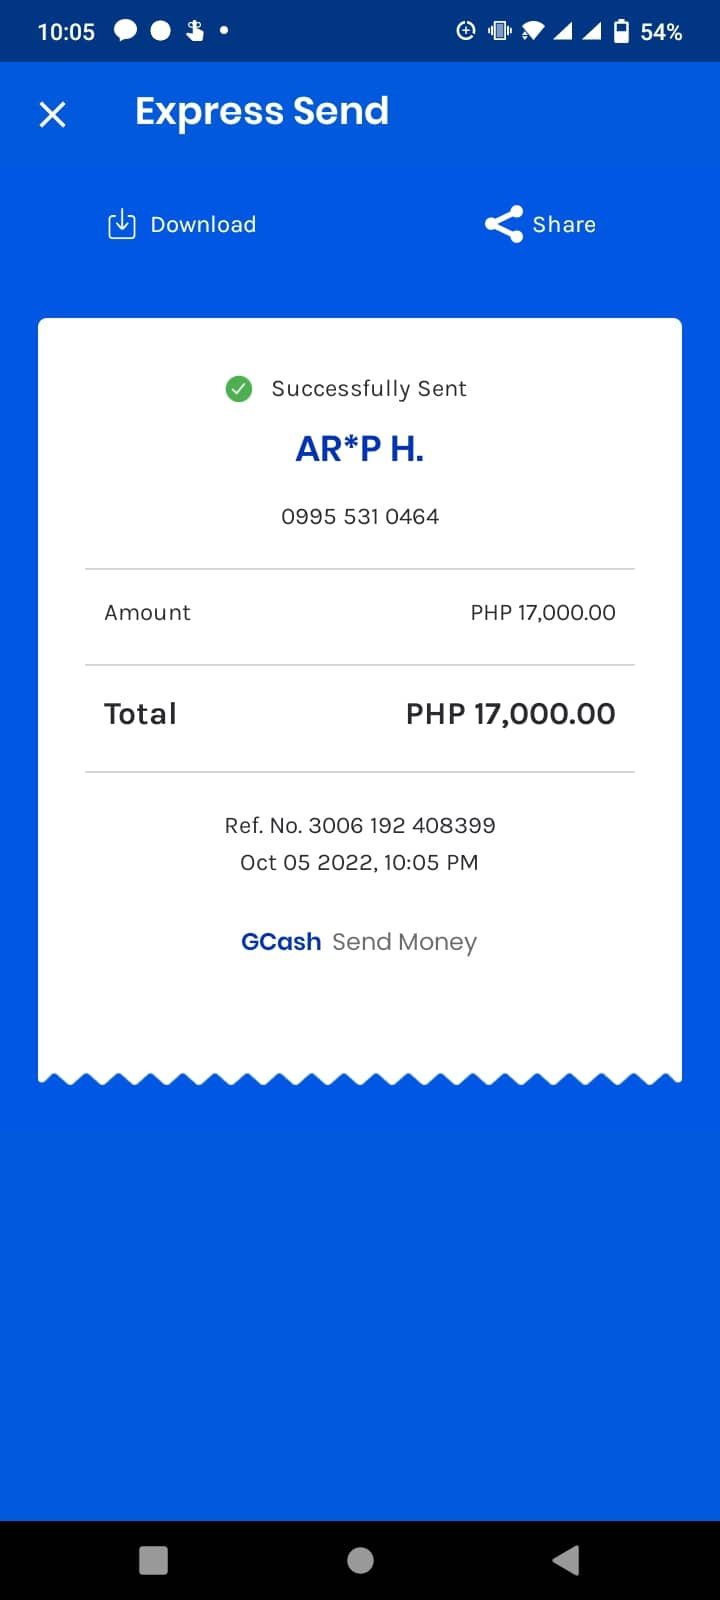 10:05 54%
Express Send
Download Share
Successfully Sent
AR*P H.
0995 531 0464
Amount PHP 17,000.00
Total PHP 17,000.00
Ref. No. 3006 192 408399
Oct 05 2022, 10:05 PM
GCash Send Money